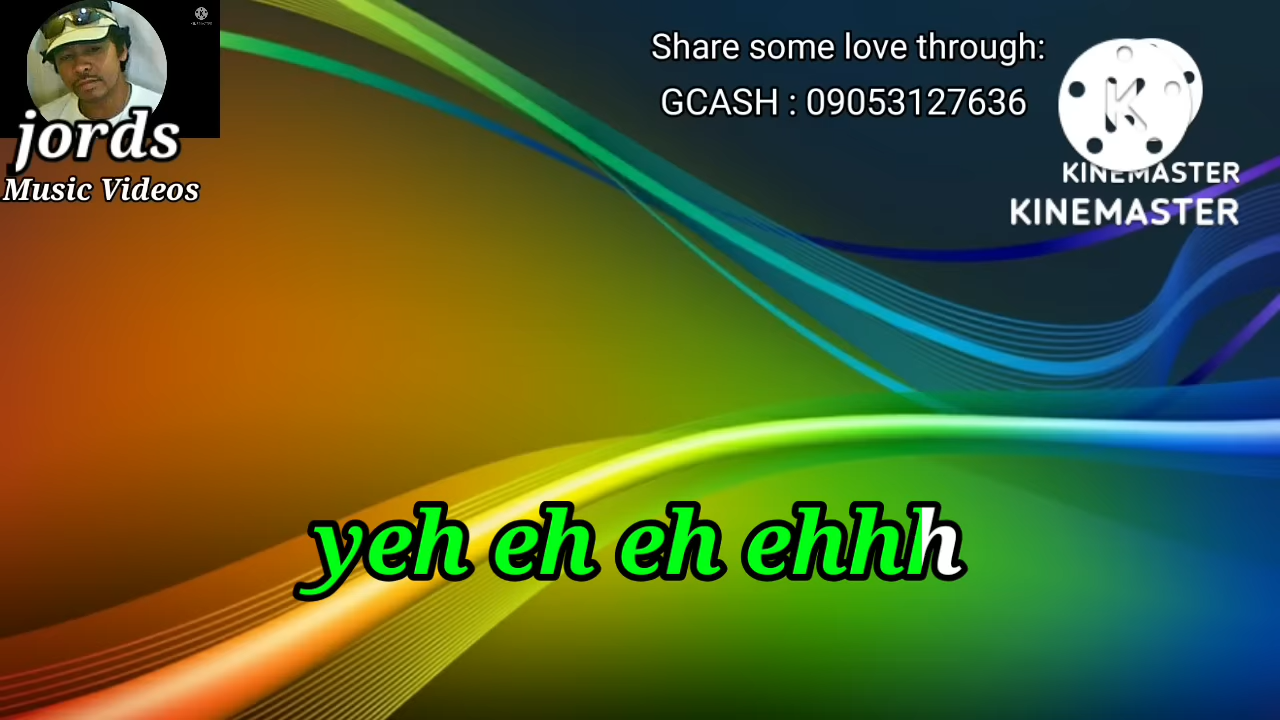 jords
Music Videos
Share some love through:
GCASH : 09053127636
K
KINEMASTER
KINEMASTER
yeh eh eh ehhh